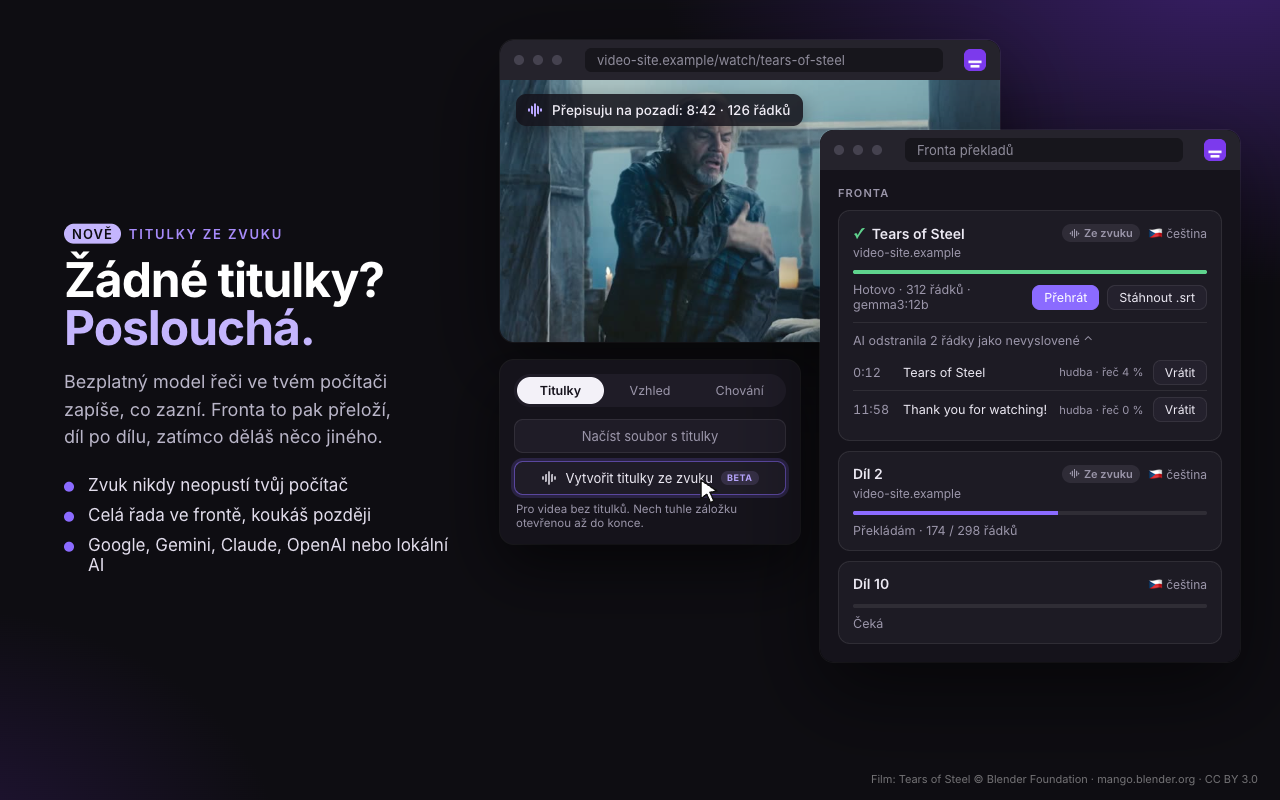 NOVĚ TITULKY ZE ZVUKU
Žádné titulky?
Poslouchá.
Bezplatný model řeči ve tvém počítači
zapíše, co zazní. Fronta to pak přeloží,
díl po dílu, zatímco děláš něco jiného.
Zvuk nikdy neopustí tvůj počítač
Celá řada ve frontě, koukáš později
Google, Gemini, Claude, OpenAI nebo lokální
AI
video-site.example/watch/tears-of-steel
Přepisuju na pozadí: 8:42 · 126 řádků
Titulky Vzhled Chování
Načíst soubor s titulky
Vytvořit titulky ze zvuku BETA
Pro videa bez titulků. Nech tuhle záložku
otevřenou až do konce.
Fronta překladů
FRONTA
✓ Tears of Steel Ze zvuku 🇨🇿 čeština
video-site.example
Hotovo · 312 řádků ·
gemma3:12b
Přehrát Stáhnout .srt
AI odstranila 2 řádky jako nevyslovené ^
0:12 Tears of Steel hudba · řeč 4 % Vrátit
11:58 Thank you for watching! hudba · řeč 0 % Vrátit
Díl 2 Ze zvuku 🇨🇿 čeština
video-site.example
Překládám · 174 / 298 řádků
Díl 10 🇨🇿 čeština
Čeká
Film: Tears of Steel © Blender Foundation · mango.blender.org · CC BY 3.0